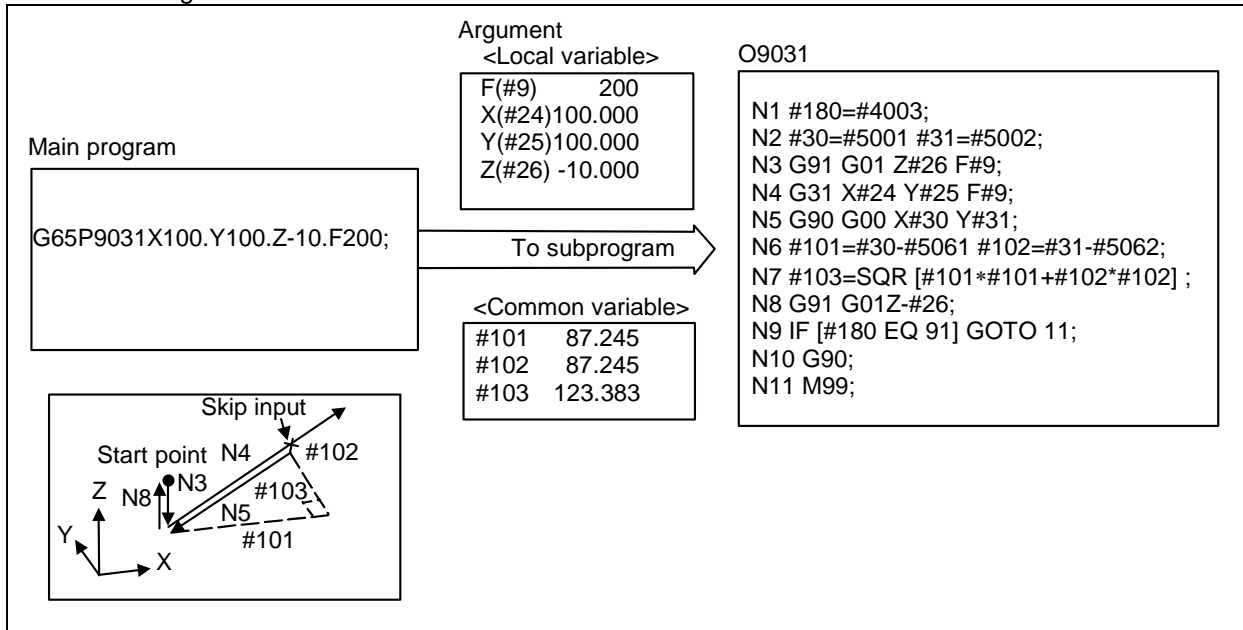 Main program
G65P9031X100.Y100.Z-10.F200;
Argument
<Local variable>
F(#9) 200
X(#24)100.000
Y(#25)100.000
Z(#26) -10.000
To subprogram
<Common variable>
#101 87.245
#102 87.245
#103 123.383
O9031
N1 #180=#4003;
N2 #30=#5001 #31=#5002;
N3 G91 G01 Z#26 F#9;
N4 G31 X#24 Y#25 F#9;
N5 G90 G00 X#30 Y#31;
N6 #101=#30-#5061 #102=#31-#5062;
N7 #103=SQR [#101∗#101+#102*#102] ;
N8 G91 G01Z-#26;
N9 IF [#180 EQ 91] GOTO 11;
N10 G90;
N11 M99;
Skip input
Start point N4 #102
Z N8 N3 #103
N5
Y #101
X